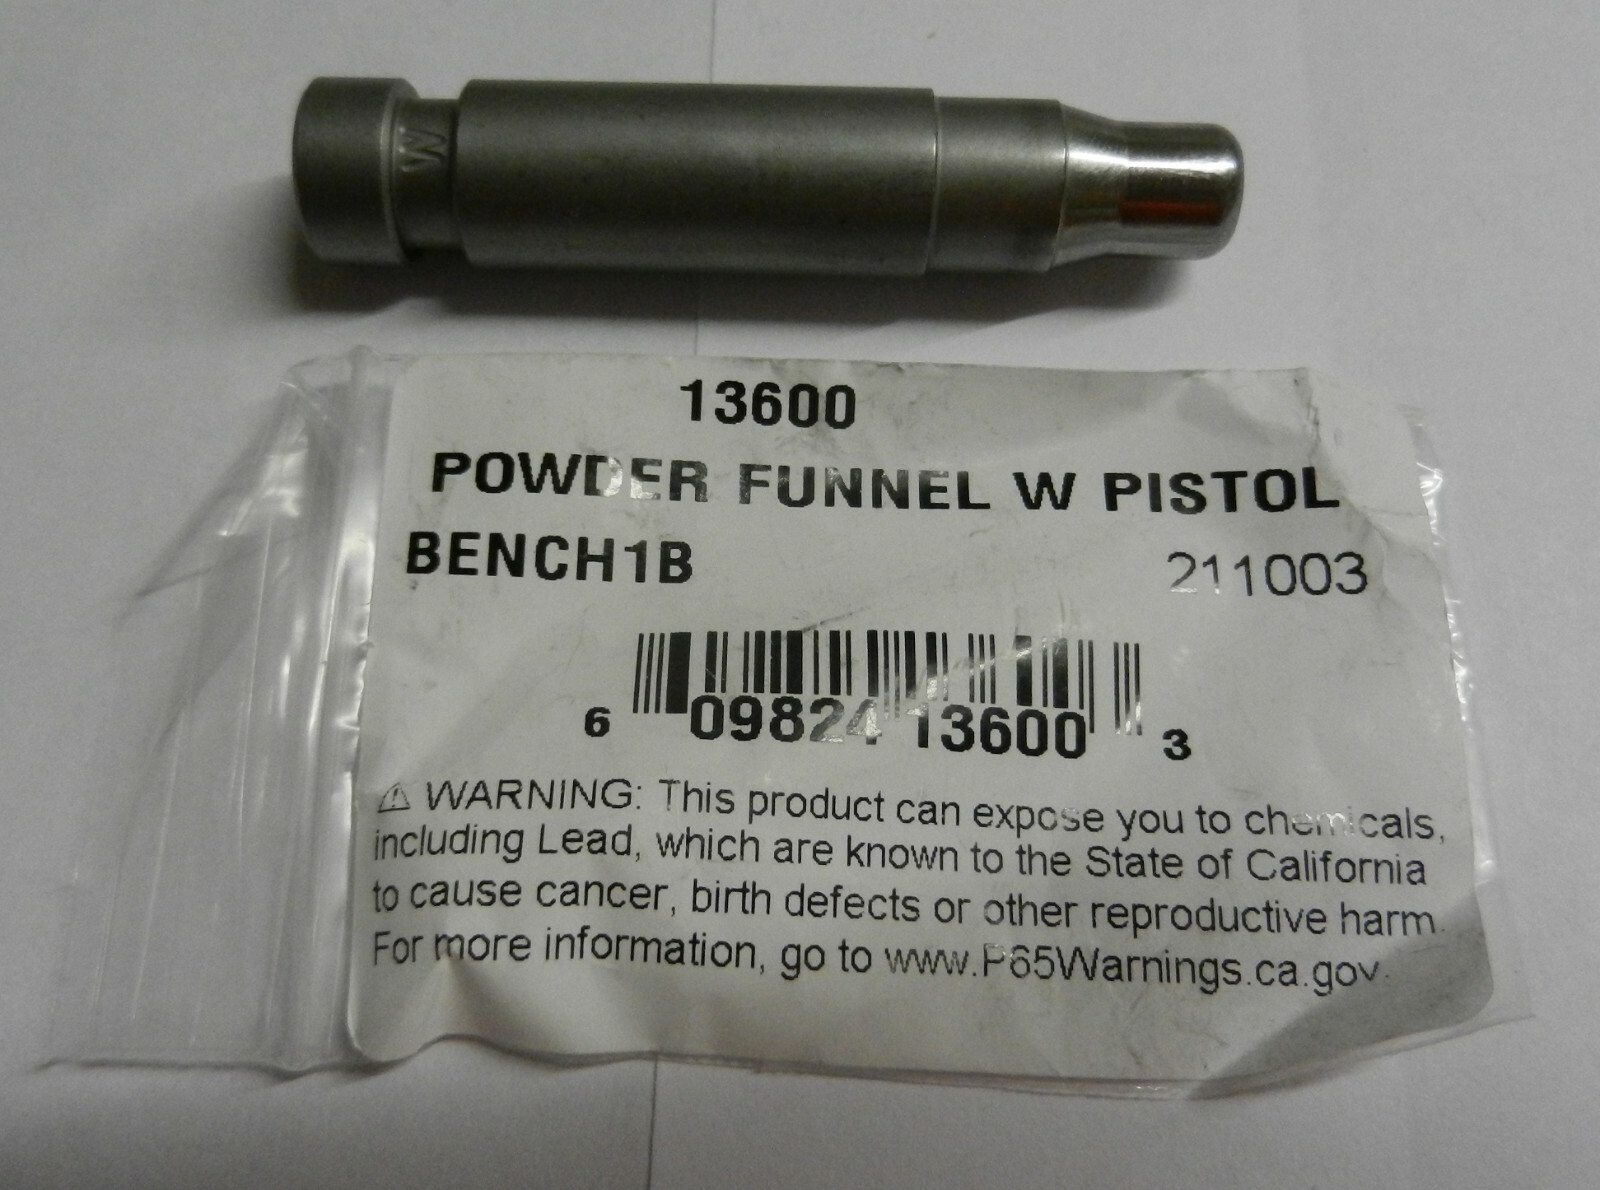 W
13600
POWDER FUNNEL W PISTOL
BENCH1B 211003
6 09824 13600 3
⚠ WARNING: This product can expose you to chemicals,
including Lead, which are known to the State of California
to cause cancer, birth defects or other reproductive harm.
For more information, go to www.P65Warnings.ca.gov.